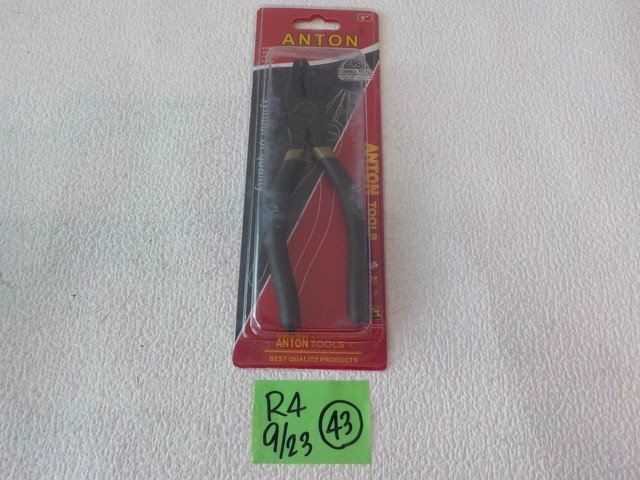 6"
ANTON
ANTON TOOLS
ANTON TOOLS
BEST QUALITY PRODUCTS
R4
9/23
43